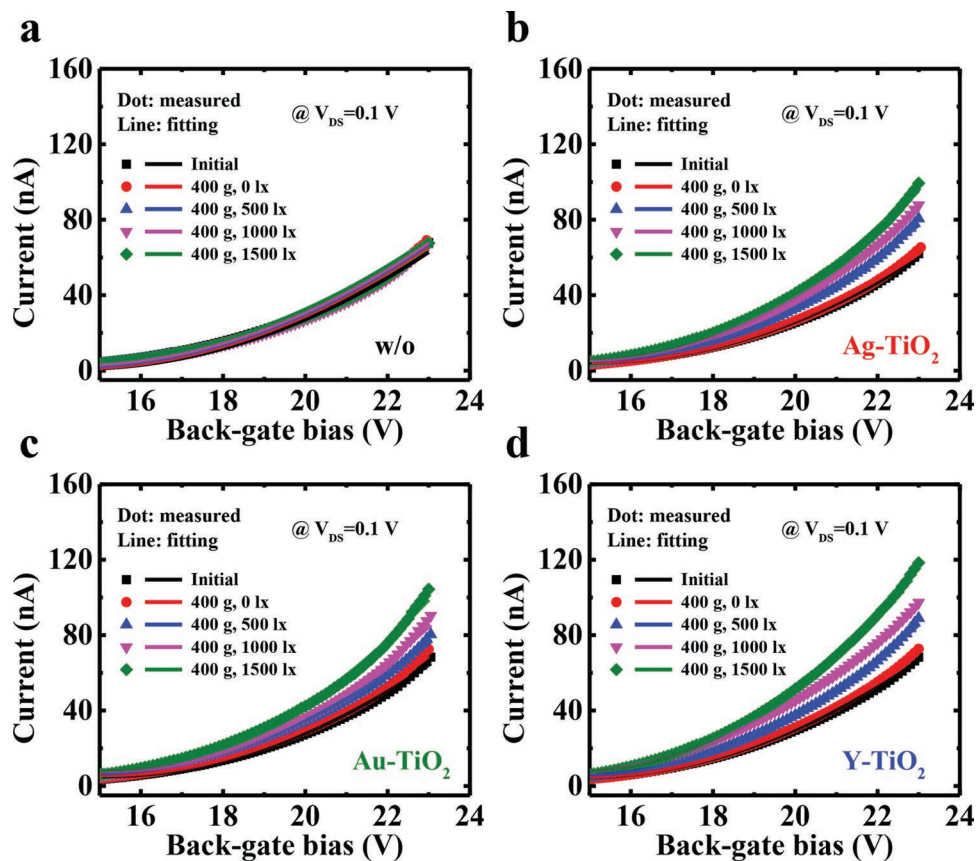 a
160
120
80
40
0
Current (nA)
Dot: measured
Line: fitting
@ V_DS=0.1 V
Initial
400 g, 0 lx
400 g, 500 lx
400 g, 1000 lx
400 g, 1500 lx
w/o
16 18 20 22 24
Back-gate bias (V)
b
160
120
80
40
0
Current (nA)
Dot: measured
Line: fitting
@ V_DS=0.1 V
Initial
400 g, 0 lx
400 g, 500 lx
400 g, 1000 lx
400 g, 1500 lx
Ag-TiO₂
16 18 20 22 24
Back-gate bias (V)
c
160
120
80
40
0
Current (nA)
Dot: measured
Line: fitting
@ V_DS=0.1 V
Initial
400 g, 0 lx
400 g, 500 lx
400 g, 1000 lx
400 g, 1500 lx
Au-TiO₂
16 18 20 22 24
Back-gate bias (V)
d
160
120
80
40
0
Current (nA)
Dot: measured
Line: fitting
@ V_DS=0.1 V
Initial
400 g, 0 lx
400 g, 500 lx
400 g, 1000 lx
400 g, 1500 lx
Y-TiO₂
16 18 20 22 24
Back-gate bias (V)